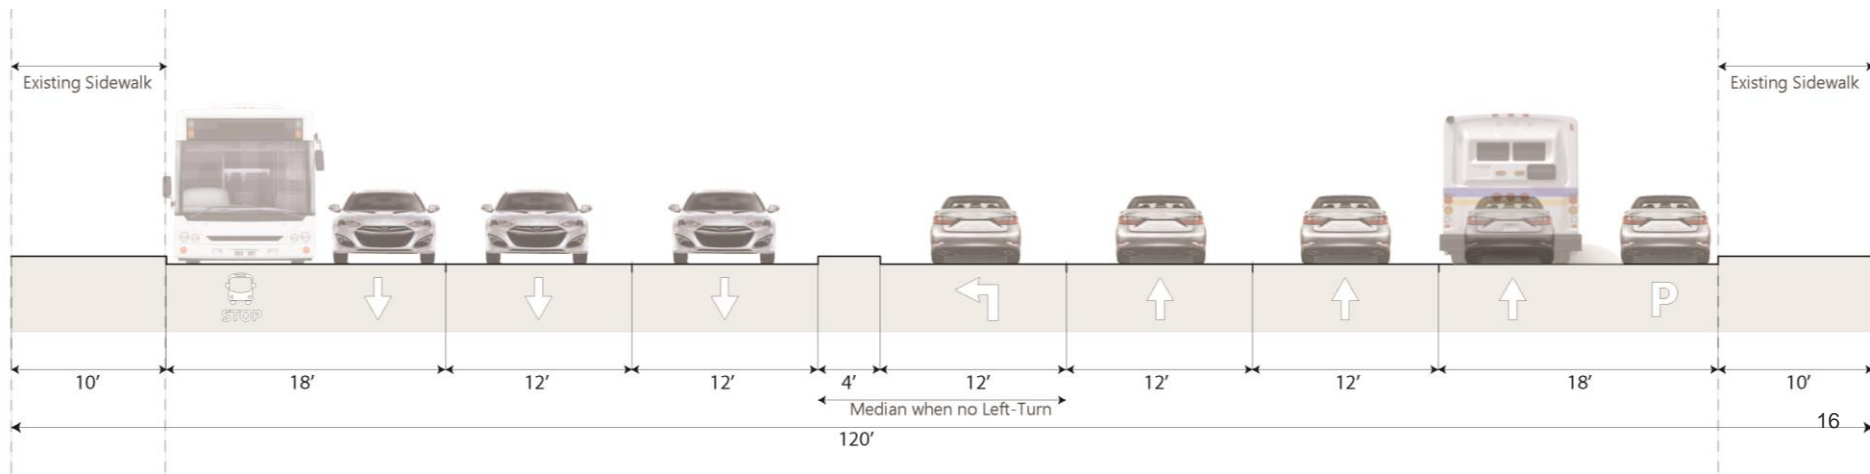 Existing Sidewalk
Existing Sidewalk
STOP
P
10’
18’
12’
12’
4’
12’
12’
12’
18’
10’
Median when no Left-Turn
16
120’